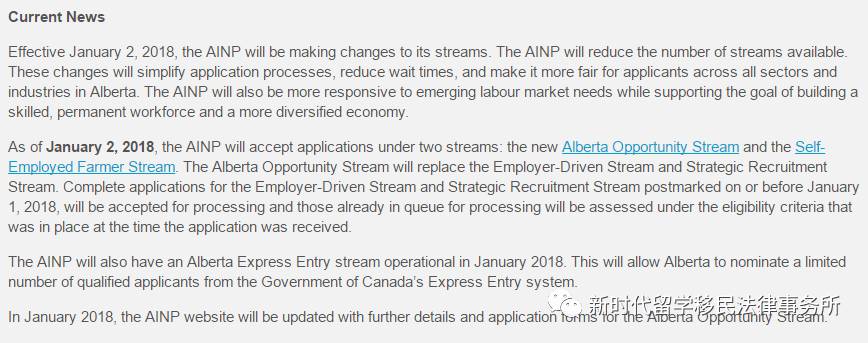 Current News
Effective January 2, 2018, the AINP will be making changes to its streams. The AINP will reduce the number of streams available.
These changes will simplify application processes, reduce wait times, and make it more fair for applicants across all sectors and
industries in Alberta. The AINP will also be more responsive to emerging labour market needs while supporting the goal of building a
skilled, permanent workforce and a more diversified economy.
As of January 2, 2018, the AINP will accept applications under two streams: the new Alberta Opportunity Stream and the Self-
Employed Farmer Stream. The Alberta Opportunity Stream will replace the Employer-Driven Stream and Strategic Recruitment
Stream. Complete applications for the Employer-Driven Stream and Strategic Recruitment Stream postmarked on or before January
1, 2018, will be accepted for processing and those already in queue for processing will be assessed under the eligibility criteria that
was in place at the time the application was received.
The AINP will also have an Alberta Express Entry stream operational in January 2018. This will allow Alberta to nominate a limited
number of qualified applicants from the Government of Canada's Express Entry system.
新时代留学移民法律事务所
In January 2018, the AINP website will be updated with further details and application forms for the Alberta Opportunity Stream.